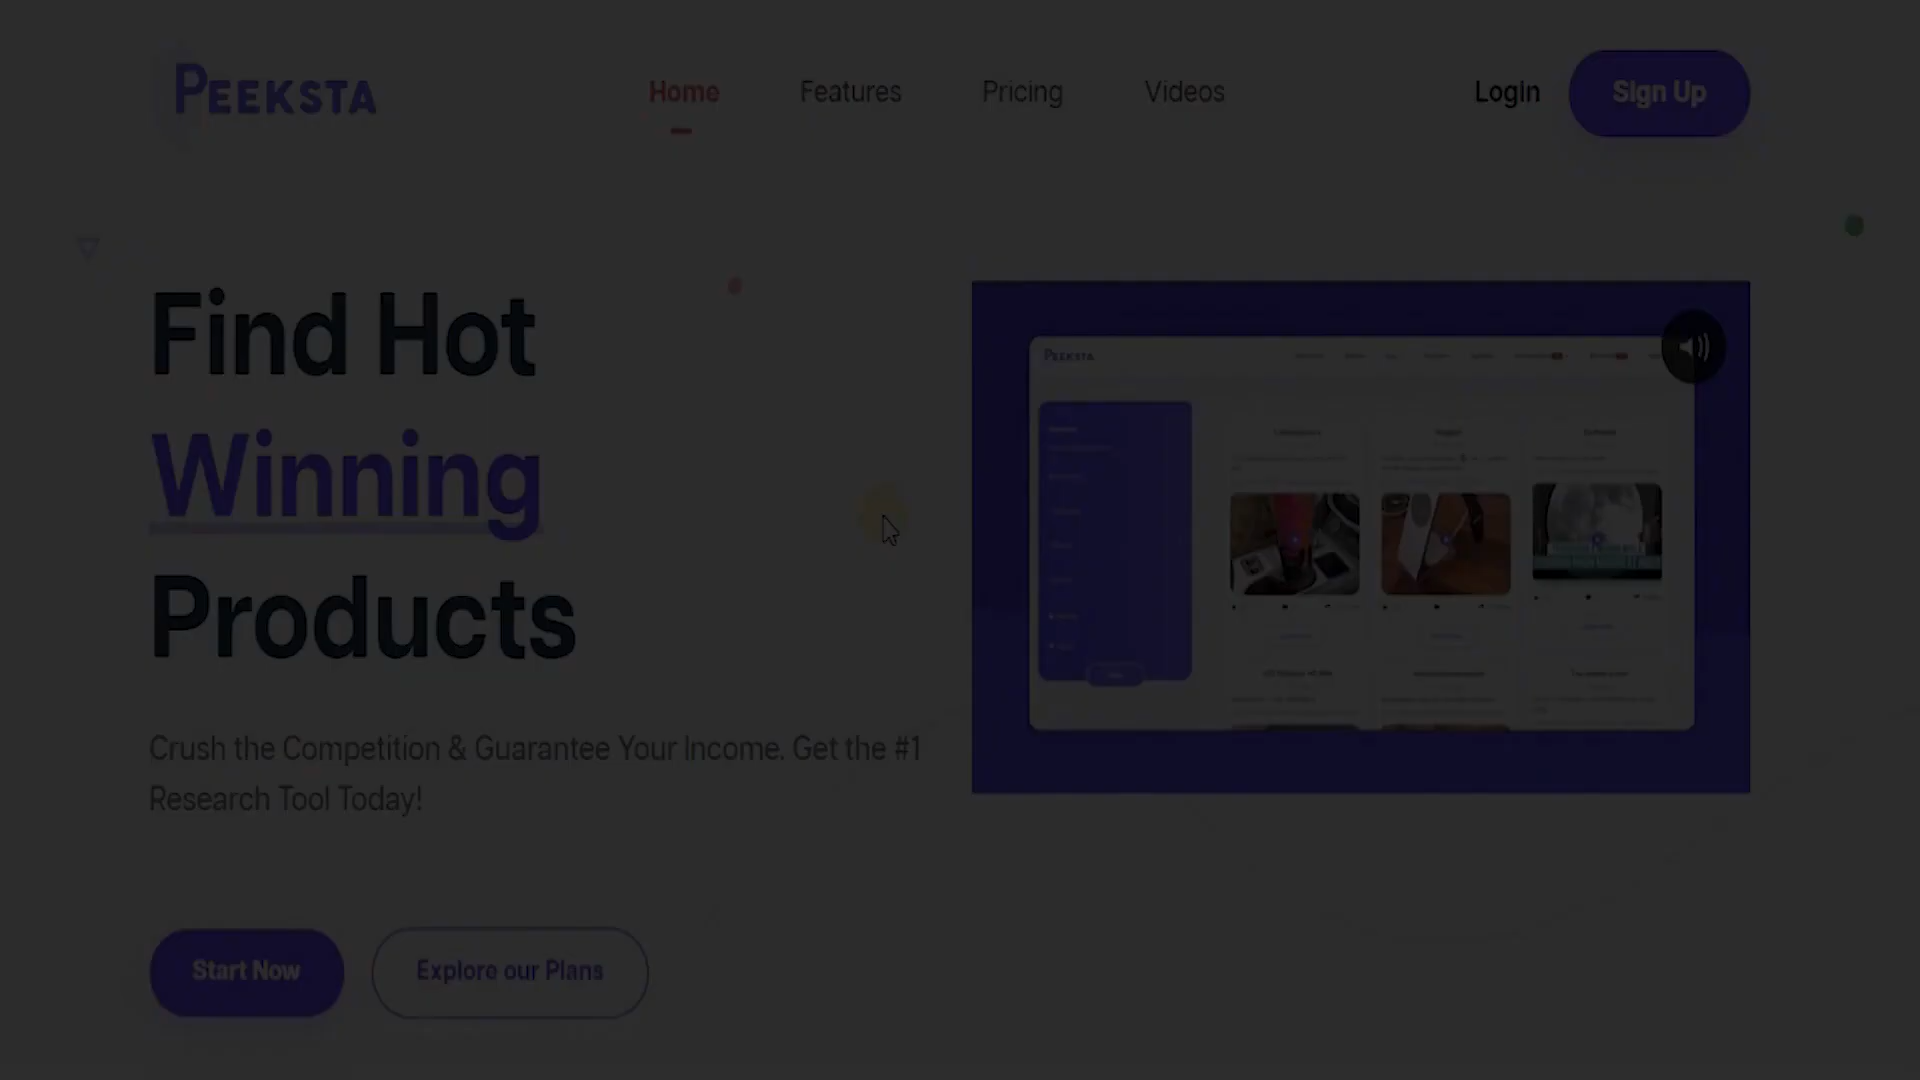 PEEKSTA
Home
Features
Pricing
Videos
Login
Sign Up
Find Hot
Winning
Products
PEEKSTA
Crush the Competition & Guarantee Your Income. Get the #1
Research Tool Today!
Start Now
Explore our Plans